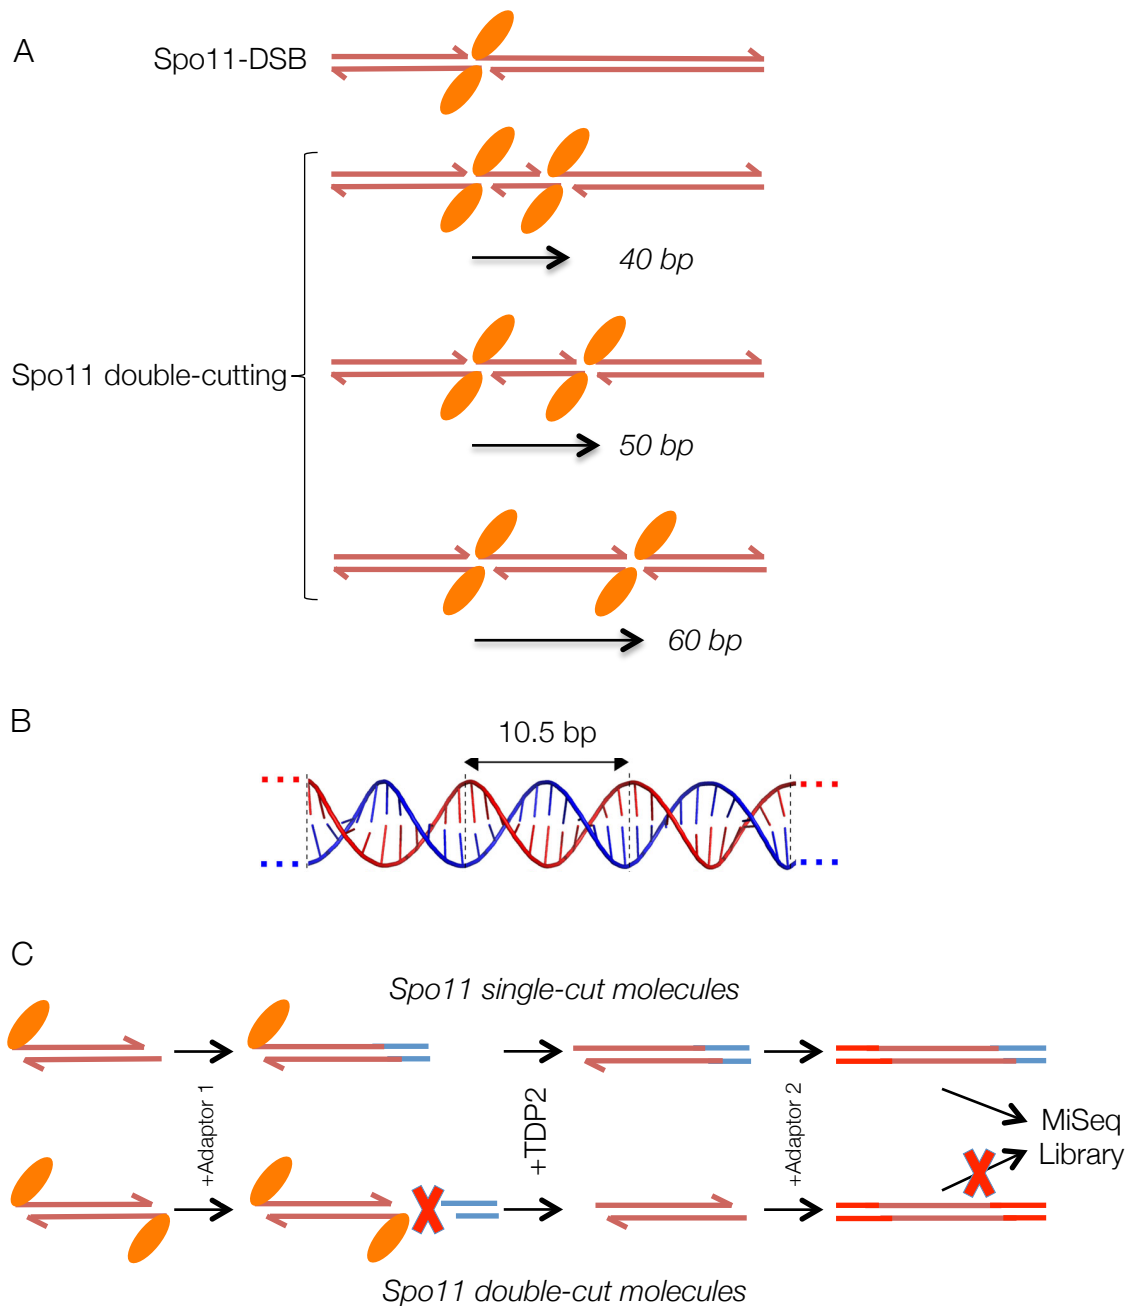 A
Spo11-DSB
40 bp
Spo11 double-cutting
50 bp
60 bp
B
10.5 bp
C
Spo11 single-cut molecules
+Adaptor 1
+TDP2
+Adaptor 2
MiSeq
Library
Spo11 double-cut molecules